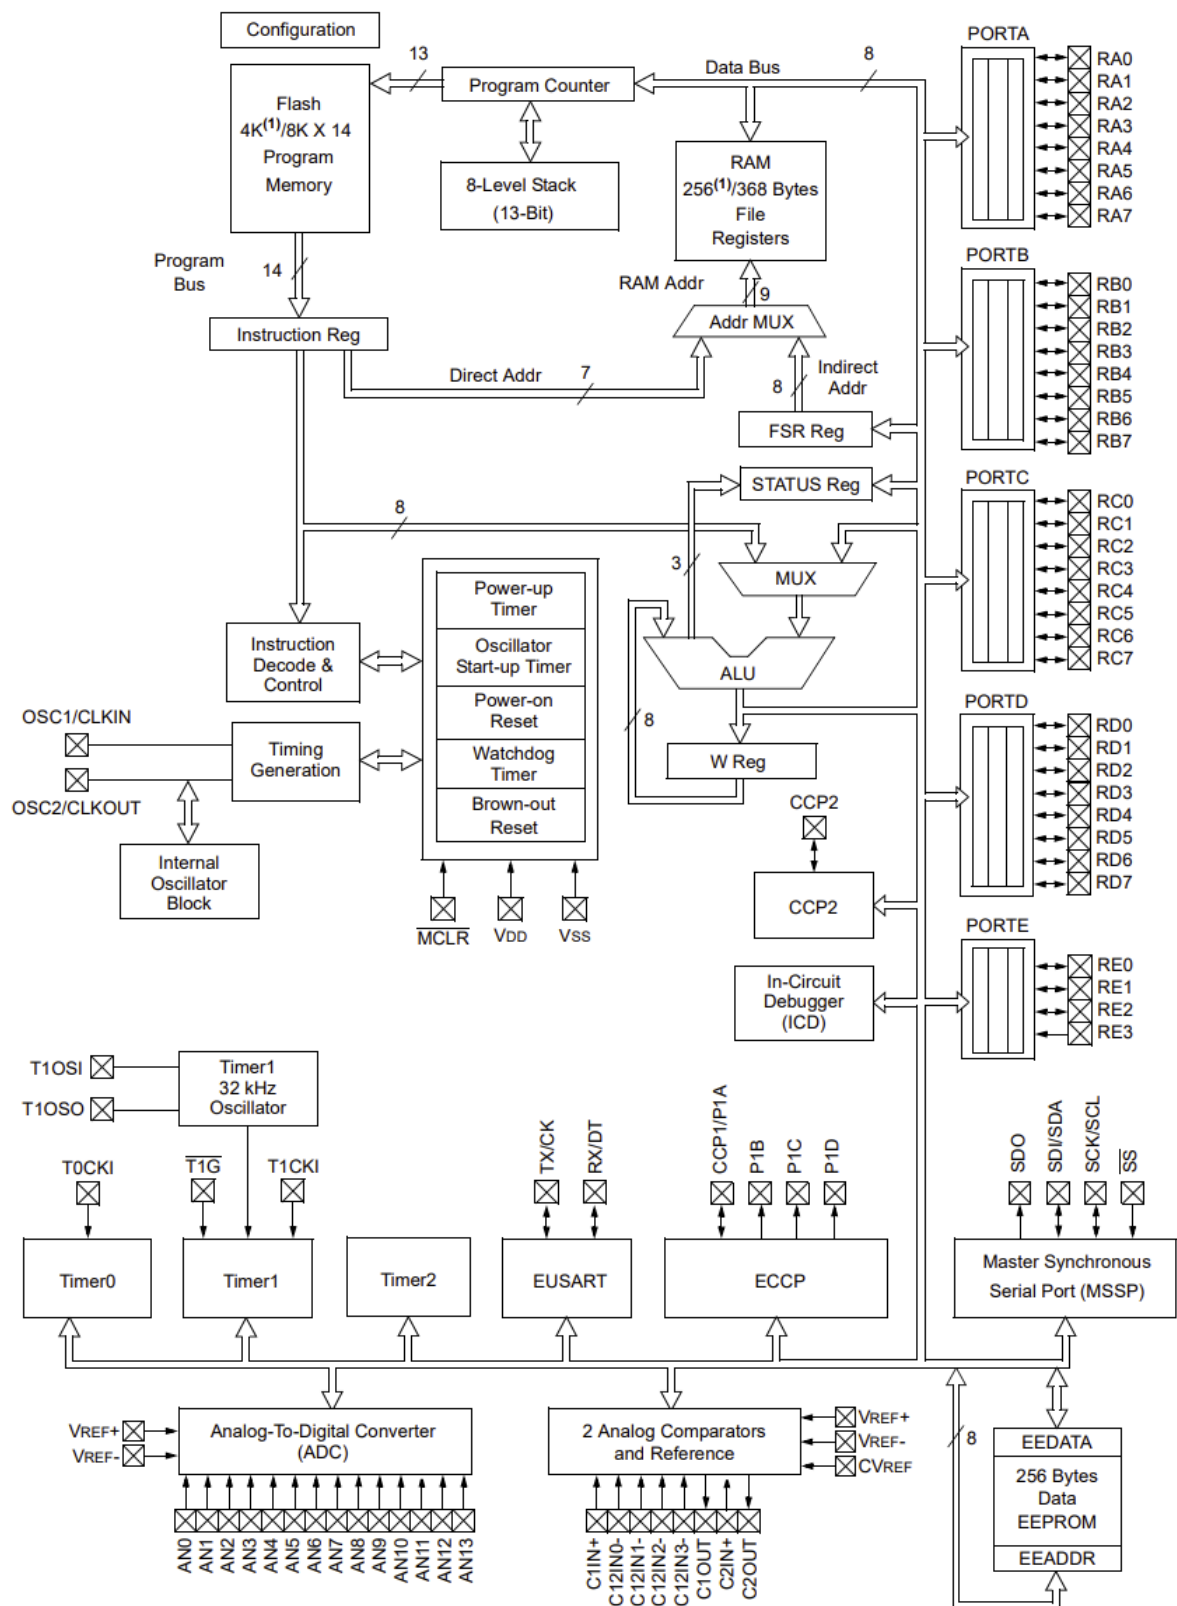 Configuration
Flash
4K(1)/8K X 14
Program
Memory
13
Program Counter
Data Bus
8
8-Level Stack
(13-Bit)
RAM
256(1)/368 Bytes
File
Registers
Program
Bus
14
RAM Addr
9
Addr MUX
Instruction Reg
Direct Addr
7
8
Indirect
Addr
FSR Reg
STATUS Reg
8
3
MUX
ALU
8
W Reg
Power-up
Timer
Oscillator
Start-up Timer
Power-on
Reset
Watchdog
Timer
Brown-out
Reset
Instruction
Decode &
Control
OSC1/CLKIN
Timing
Generation
OSC2/CLKOUT
Internal
Oscillator
Block
MCLR
VDD
VSS
CCP2
CCP2
In-Circuit
Debugger
(ICD)
PORTA
RA0
RA1
RA2
RA3
RA4
RA5
RA6
RA7
PORTB
RB0
RB1
RB2
RB3
RB4
RB5
RB6
RB7
PORTC
RC0
RC1
RC2
RC3
RC4
RC5
RC6
RC7
PORTD
RD0
RD1
RD2
RD3
RD4
RD5
RD6
RD7
PORTE
RE0
RE1
RE2
RE3
T1OSI
T1OSO
Timer1
32 kHz
Oscillator
T0CKI
T1G
T1CKI
TX/CK
RX/DT
CCP1/P1A
P1B
P1C
P1D
SDO
SDI/SDA
SCK/SCL
SS
Timer0
Timer1
Timer2
EUSART
ECCP
Master Synchronous
Serial Port (MSSP)
VREF+
VREF-
Analog-To-Digital Converter
(ADC)
AN0
AN1
AN2
AN3
AN4
AN5
AN6
AN7
AN8
AN9
AN10
AN11
AN12
AN13
2 Analog Comparators
and Reference
VREF+
VREF-
CVREF
C1IN+
C12IN0-
C12IN1-
C12IN2-
C12IN3-
C1OUT
C2IN+
C2OUT
8
EEDATA
256 Bytes
Data
EEPROM
EEADDR